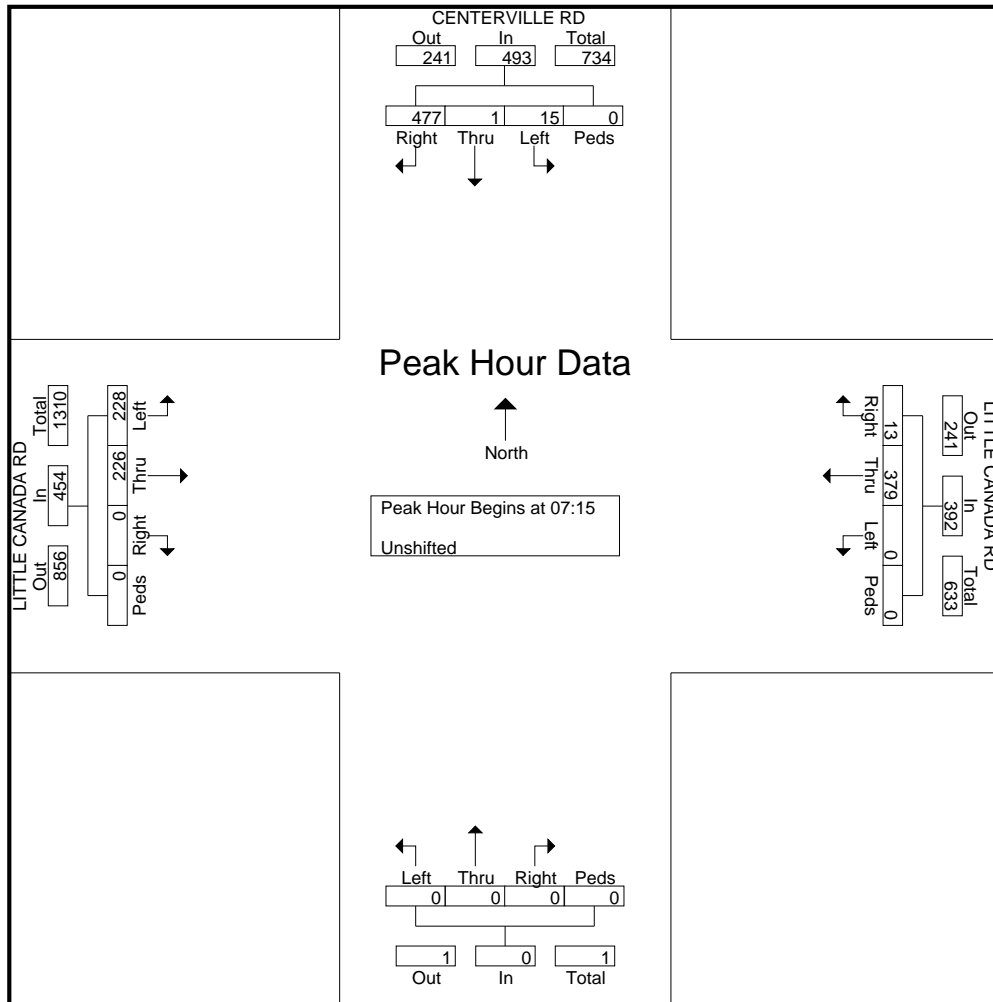 CENTERVILLE RD
Out In Total
241 493 734
477 1 15 0
Right Thru Left Peds
Peak Hour Data
North
Peak Hour Begins at 07:15
Unshifted
LITTLE CANADA RD
Out In Total
856 454 1310
228 226 0 0
Left Thru Right Peds
LITTLE CANADA RD
Out In Total
241 392 633
13 379 0 0
Right Thru Left Peds
Left Thru Right Peds
0 0 0 0
1 0 1
Out In Total